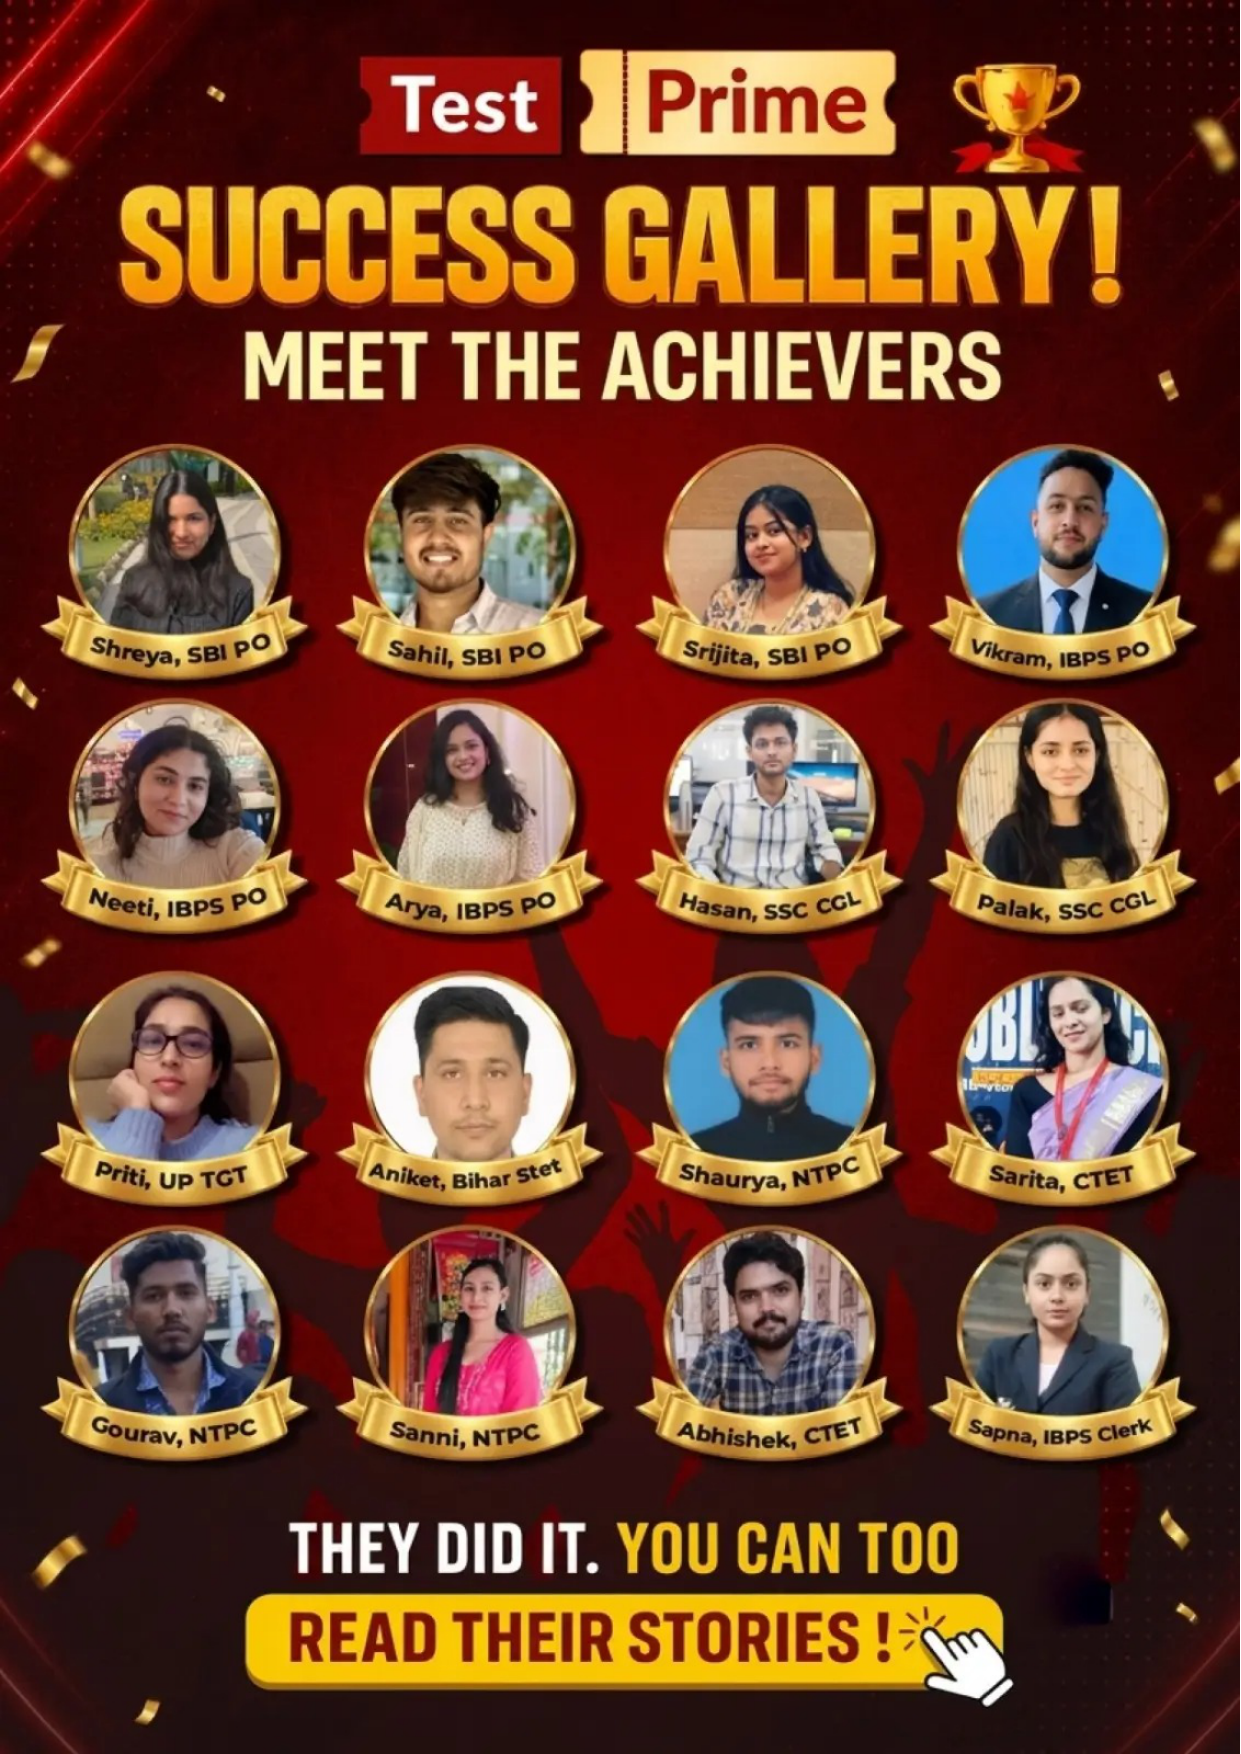 Test Prime
SUCCESS GALLERY!
MEET THE ACHIEVERS
Shreya, SBI PO
Sahil, SBI PO
Srijita, SBI PO
Vikram, IBPS PO
Neeti, IBPS PO
Arya, IBPS PO
Hasan, SSC CGL
Palak, SSC CGL
Priti, UP TGT
Aniket, Bihar Stet
Shaurya, NTPC
Sarita, CTET
Gourav, NTPC
Sanni, NTPC
Abhishek, CTET
Sapna, IBPS Clerk
THEY DID IT. YOU CAN TOO
READ THEIR STORIES !